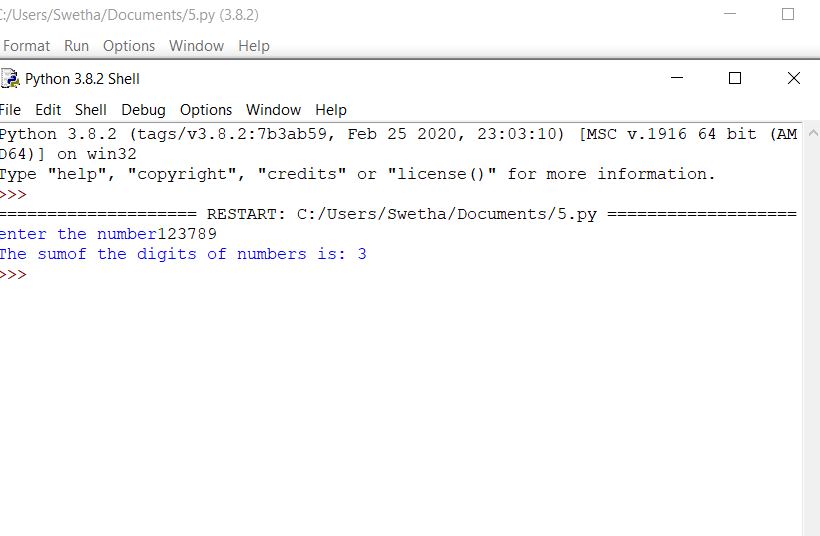 C:/Users/Swetha/Documents/5.py (3.8.2)
Format Run Options Window Help
Python 3.8.2 Shell
File Edit Shell Debug Options Window Help
Python 3.8.2 (tags/v3.8.2:7b3ab59, Feb 25 2020, 23:03:10) [MSC v.1916 64 bit (AM
D64)] on win32
Type "help", "copyright", "credits" or "license()" for more information.
>>>
==================== RESTART: C:/Users/Swetha/Documents/5.py ===================
enter the number123789
The sumof the digits of numbers is: 3
>>>